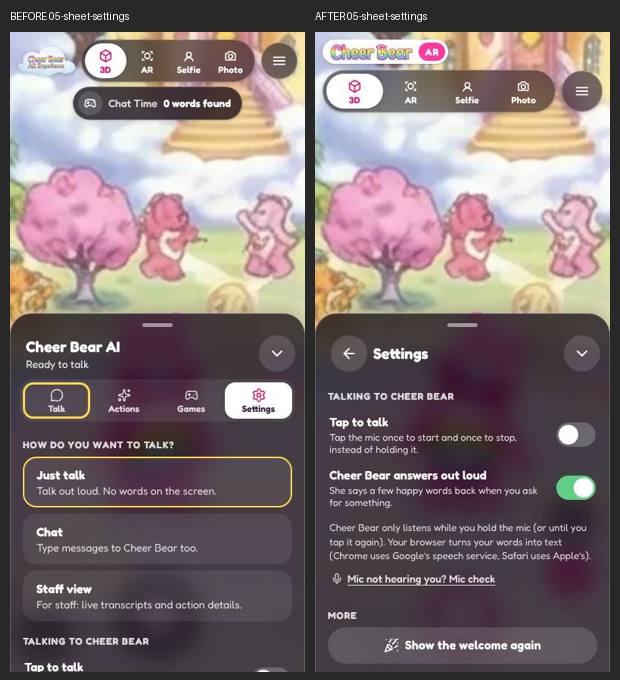 BEFORE 05-sheet-settings
Cheer Bear
AR Experience
3D
AR
Selfie
Photo
Chat Time 0 words found
Cheer Bear AI
Ready to talk
Talk
Actions
Games
Settings
HOW DO YOU WANT TO TALK?
Just talk
Talk out loud. No words on the screen.
Chat
Type messages to Cheer Bear too.
Staff view
For staff: live transcripts and action details.
TALKING TO CHEER BEAR
Tap to talk
AFTER 05-sheet-settings
Cheer Bear AR
3D
AR
Selfie
Photo
Settings
TALKING TO CHEER BEAR
Tap to talk
Tap the mic once to start and once to stop,
instead of holding it.
Cheer Bear answers out loud
She says a few happy words back when you ask
for something.
Cheer Bear only listens while you hold the mic (or until you
tap it again). Your browser turns your words into text
(Chrome uses Google's speech service, Safari uses Apple's).
Mic not hearing you? Mic check
MORE
Show the welcome again